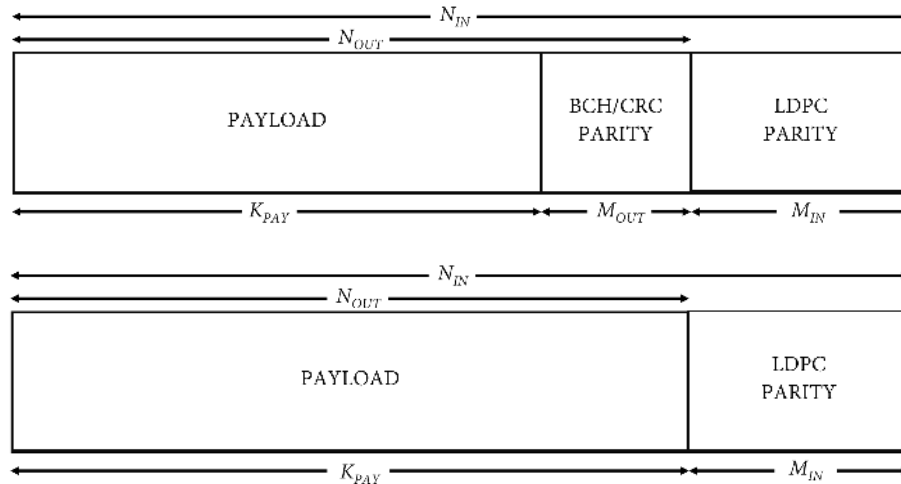 N_IN
N_OUT
PAYLOAD
BCH/CRC
PARITY
LDPC
PARITY
K_PAY
M_OUT
M_IN
N_IN
N_OUT
PAYLOAD
LDPC
PARITY
K_PAY
M_IN